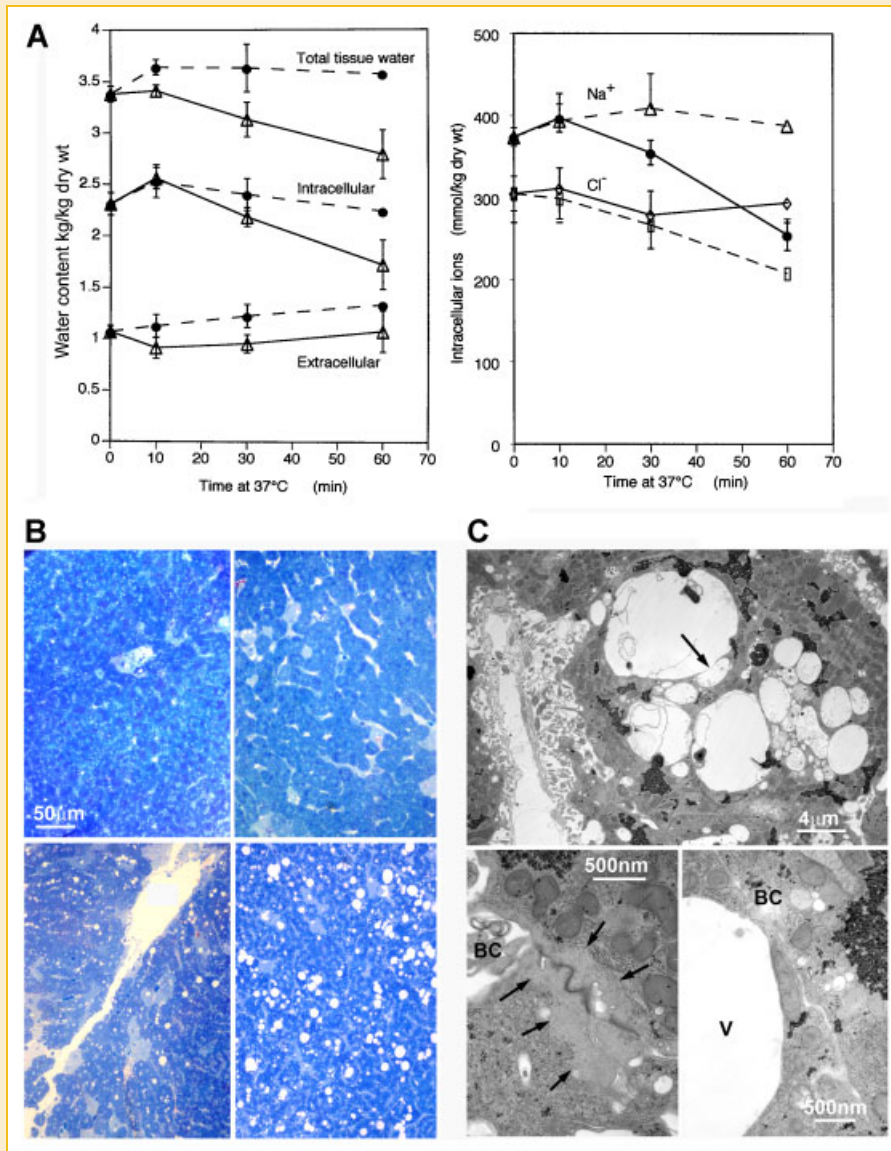 A
Water content kg/kg dry wt
4
3.5
3
2.5
2
1.5
1
0.5
0
Total tissue water
Intracellular
Extracellular
0 10 20 30 40 50 60 70
Time at 37°C (min)
Intracellular ions (mmol/kg dry wt)
500
400
300
200
100
0
Na+
Cl-
0 10 20 30 40 50 60 70
Time at 37°C (min)
B
50μm
C
4μm
500nm
BC
BC
V
500nm